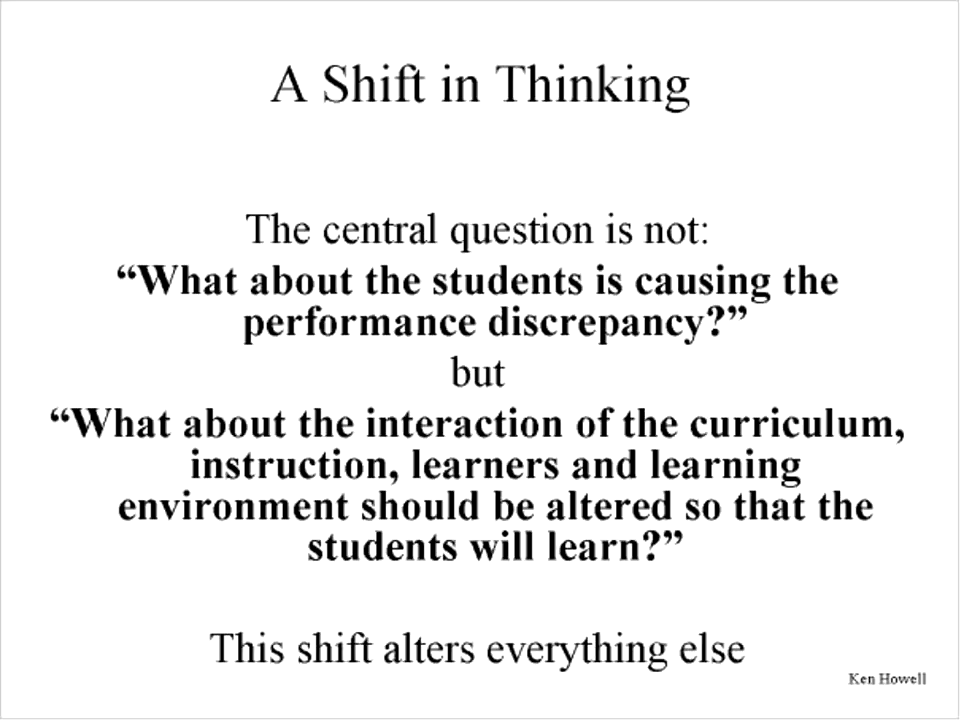 A Shift in Thinking
The central question is not:
“What about the students is causing the
performance discrepancy?”
but
“What about the interaction of the curriculum,
instruction, learners and learning
environment should be altered so that the
students will learn?”
This shift alters everything else
Ken Howell